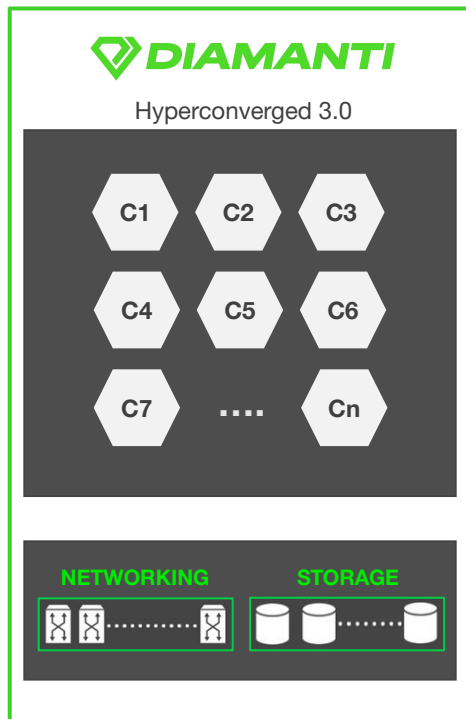 DIAMANTI
Hyperconverged 3.0
C1 C2 C3
C4 C5 C6
C7 .... Cn
NETWORKING STORAGE